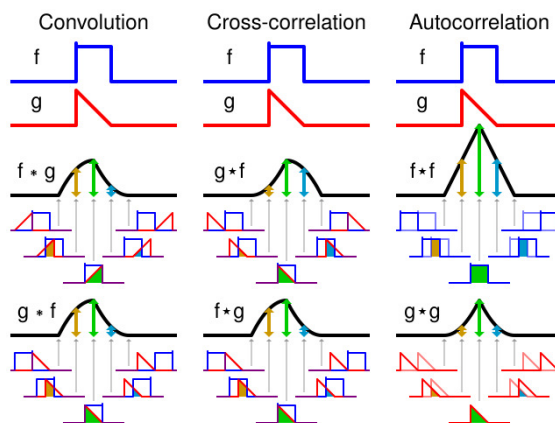 Convolution Cross-correlation Autocorrelation
f f f
g g g
f ∗ g g⋆f f⋆f
g ∗ f f⋆g g⋆g